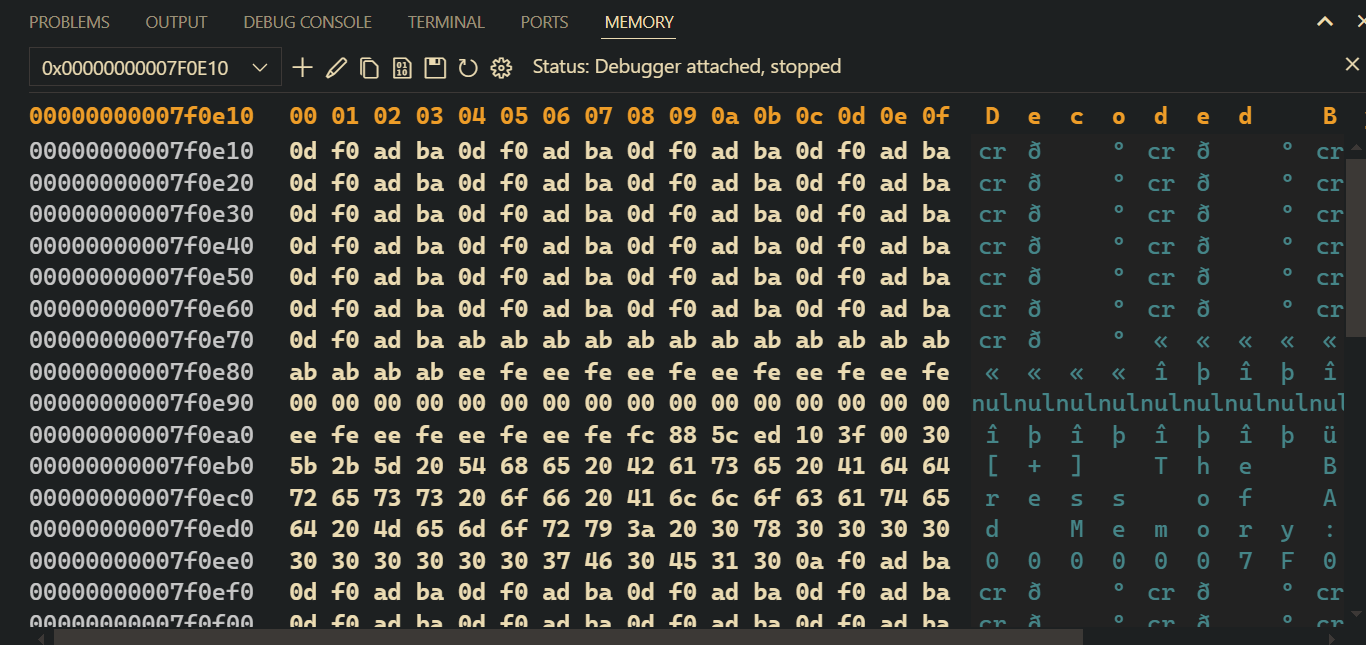 PROBLEMS OUTPUT DEBUG CONSOLE TERMINAL PORTS MEMORY
0x00000000007F0E10 Status: Debugger attached, stopped
00000000007f0e10 00 01 02 03 04 05 06 07 08 09 0a 0b 0c 0d 0e 0f D e c o d e d B
00000000007f0e10 0d f0 ad ba 0d f0 ad ba 0d f0 ad ba 0d f0 ad ba cr ð ° cr ð ° cr
00000000007f0e20 0d f0 ad ba 0d f0 ad ba 0d f0 ad ba 0d f0 ad ba cr ð ° cr ð ° cr
00000000007f0e30 0d f0 ad ba 0d f0 ad ba 0d f0 ad ba 0d f0 ad ba cr ð ° cr ð ° cr
00000000007f0e40 0d f0 ad ba 0d f0 ad ba 0d f0 ad ba 0d f0 ad ba cr ð ° cr ð ° cr
00000000007f0e50 0d f0 ad ba 0d f0 ad ba 0d f0 ad ba 0d f0 ad ba cr ð ° cr ð ° cr
00000000007f0e60 0d f0 ad ba 0d f0 ad ba 0d f0 ad ba 0d f0 ad ba cr ð ° cr ð ° cr
00000000007f0e70 0d f0 ad ba ab ab ab ab ab ab ab ab ab ab ab ab cr ð ° « « « « «
00000000007f0e80 ab ab ab ab ee fe ee fe ee fe ee fe ee fe ee fe « « « « î þ î þ î
00000000007f0e90 00 00 00 00 00 00 00 00 00 00 00 00 00 00 00 00 nul nul nul nul nul nul nul nul nul
00000000007f0ea0 ee fe ee fe ee fe ee fe fc 88 5c ed 10 3f 00 30 î þ î þ î þ î þ ü
00000000007f0eb0 5b 2b 5d 20 54 68 65 20 42 61 73 65 20 41 64 64 [ + ] T h e B
00000000007f0ec0 72 65 73 73 20 6f 66 20 41 6c 6c 6f 63 61 74 65 r e s s o f A
00000000007f0ed0 64 20 4d 65 6d 6f 72 79 3a 20 30 78 30 30 30 30 d M e m o r y :
00000000007f0ee0 30 30 30 30 30 30 37 46 30 45 31 30 0a f0 ad ba 0 0 0 0 0 0 7 F 0
00000000007f0ef0 0d f0 ad ba 0d f0 ad ba 0d f0 ad ba 0d f0 ad ba cr ð ° cr ð ° cr
00000000007f0f00 0d f0 ad ba 0d f0 ad ba 0d f0 ad ba 0d f0 ad ba cr ð ° cr ð ° cr